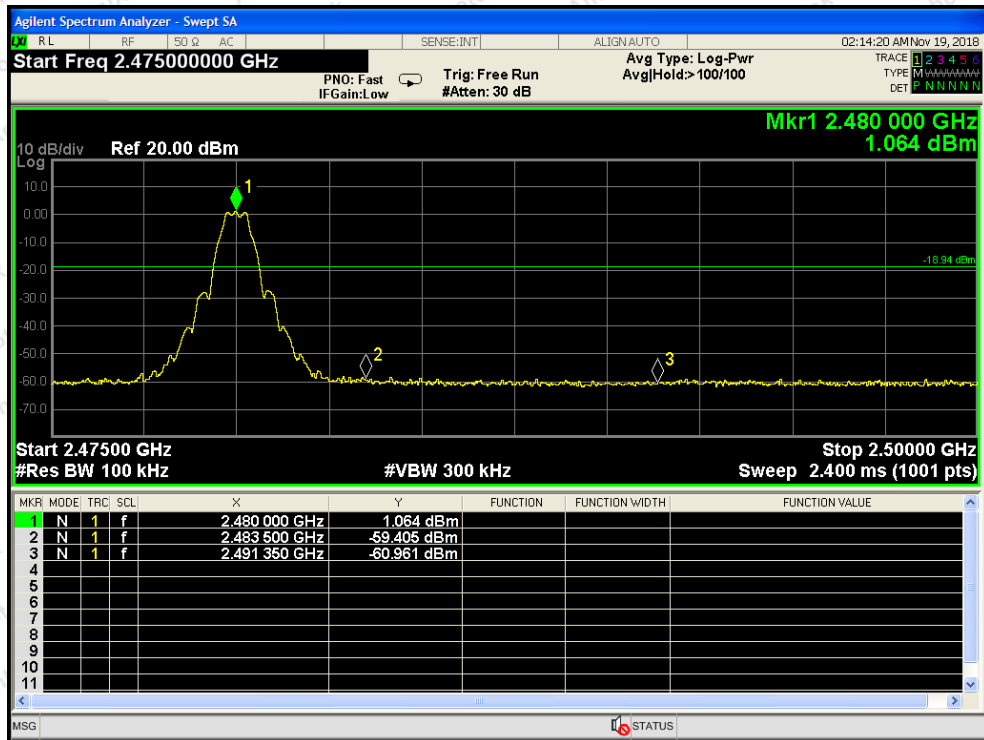 Agilent Spectrum Analyzer - Swept SA
LXI RL RF 50 Ω AC SENSE:INT ALIGN AUTO 02:14:20 AM Nov 19, 2018
Start Freq 2.475000000 GHz Avg Type: Log-Pwr TRACE 1 2 3 4 5 6
PNO: Fast Trig: Free Run Avg|Hold:>100/100 TYPE M
IFGain:Low #Atten: 30 dB DET P N N N N N
Mkr1 2.480 000 GHz
10 dB/div Ref 20.00 dBm 1.064 dBm
Log
10.0
1
0.00
-10.0
-18.94 dBm
-20.0
-30.0
-40.0
-50.0
2 3
-60.0
-70.0
Start 2.47500 GHz Stop 2.50000 GHz
#Res BW 100 kHz #VBW 300 kHz Sweep 2.400 ms (1001 pts)
MKR MODE TRC SCL X Y FUNCTION FUNCTION WIDTH FUNCTION VALUE
1 N 1 f 2.480 000 GHz 1.064 dBm
2 N 1 f 2.483 500 GHz -59.405 dBm
3 N 1 f 2.491 350 GHz -60.961 dBm
4
5
6
7
8
9
10
11
MSG STATUS